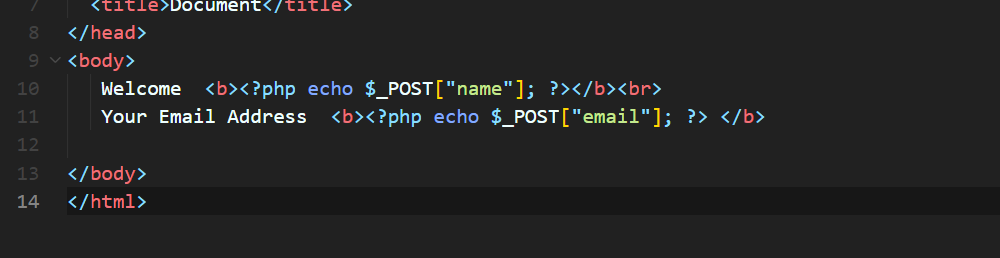 7 <title>Document</title>
8 </head>
9 <body>
10 Welcome  <b><?php echo $_POST["name"]; ?></b><br>
11 Your Email Address  <b><?php echo $_POST["email"]; ?> </b>
12
13 </body>
14 </html>